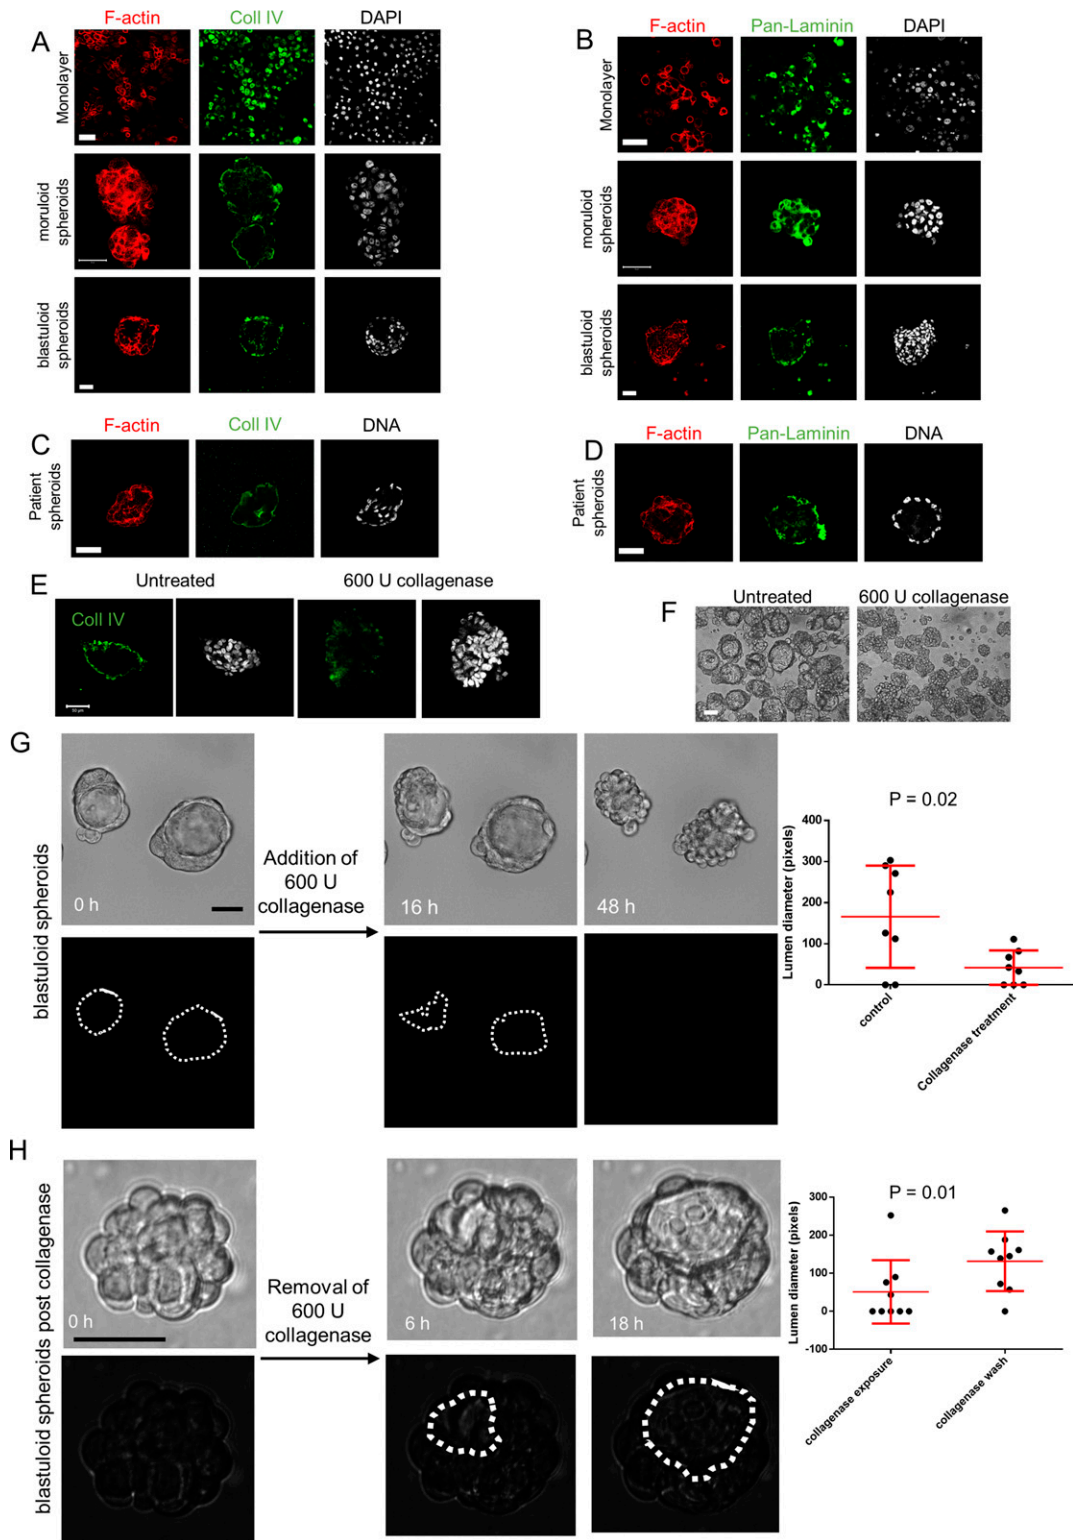 A
F-actin
Coll IV
DAPI
Monolayer
moruloid
spheroids
blastuloid
spheroids
B
F-actin
Pan-Laminin
DAPI
Monolayer
moruloid
spheroids
blastuloid
spheroids
C
F-actin
Coll IV
DNA
Patient
spheroids
D
F-actin
Pan-Laminin
DNA
Patient
spheroids
E
Untreated
600 U collagenase
Coll IV
F
Untreated
600 U collagenase
G
blastuloid spheroids
0 h
Addition of
600 U
collagenase
16 h
48 h
P = 0.02
Lumen diameter (pixels)
400
300
200
100
0
control
Collagenase treatment
H
blastuloid spheroids post collagenase
0 h
Removal of
600 U
collagenase
6 h
18 h
P = 0.01
Lumen diameter (pixels)
300
200
100
0
-100
collagenase exposure
collagenase wash